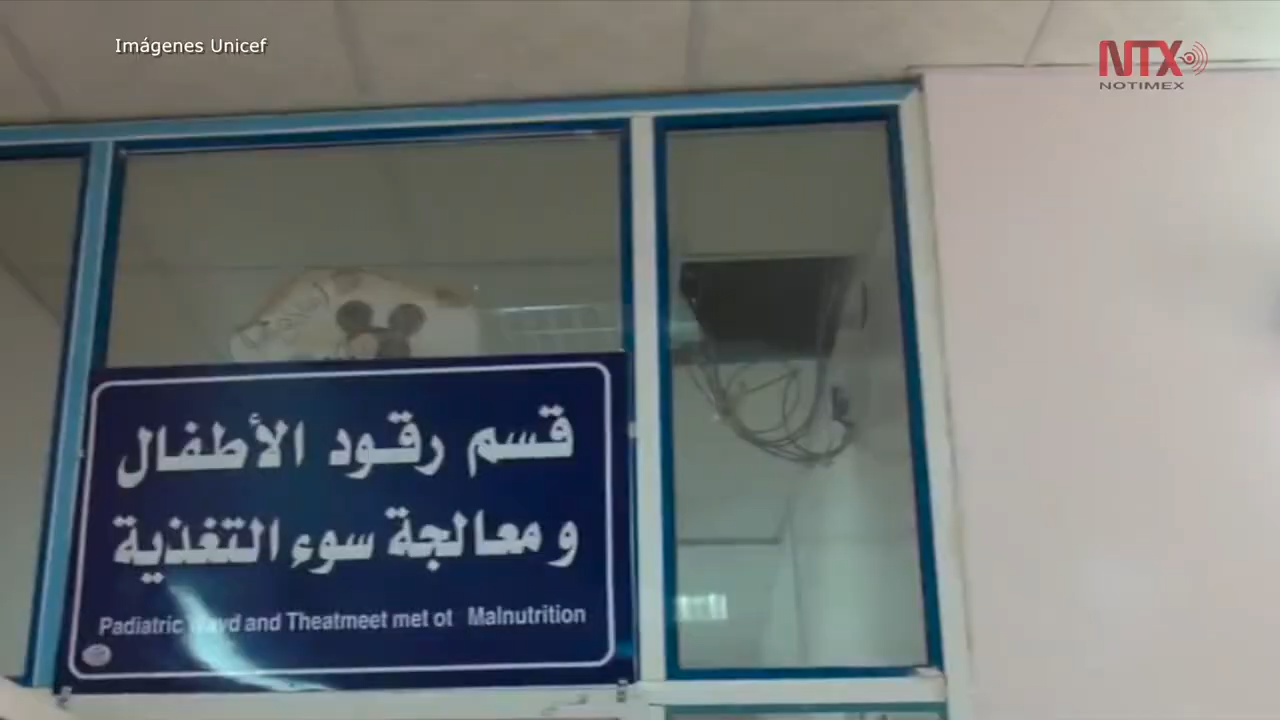 Imágenes Unicef
NTX
NOTIMEX
قسم رقود الأطفال
و معالجة سوء التغذية
Padiatric and Theatmeet met ot Malnutrition